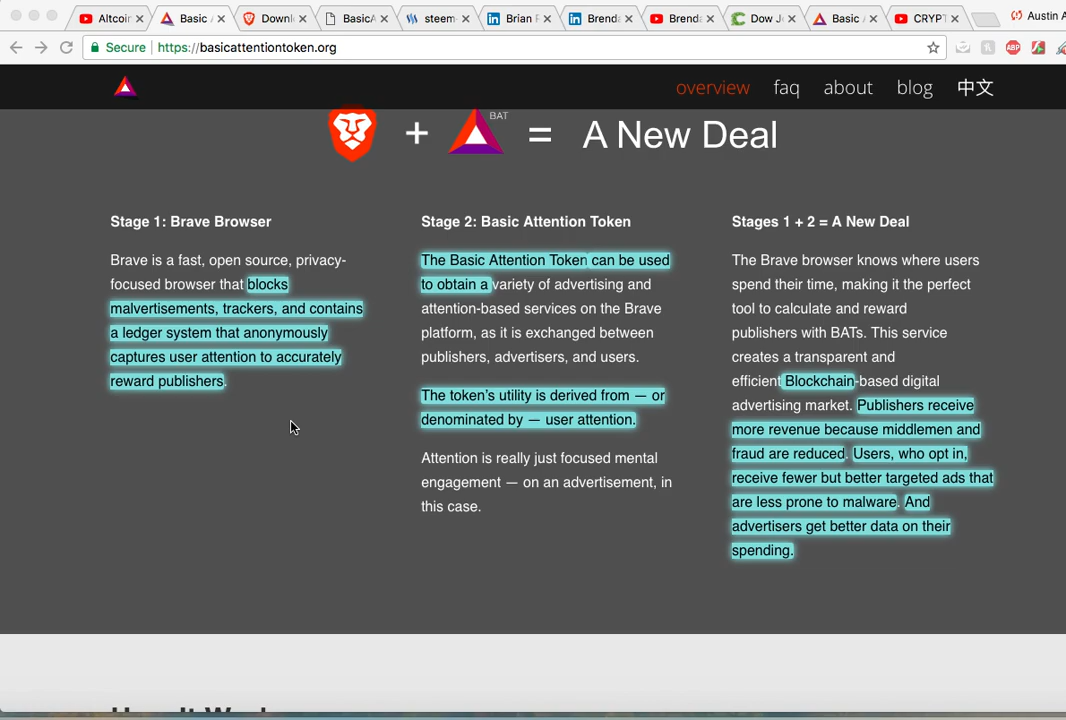 Altcoin
Basic
Downl
BasicA
steem-
Brian F
Brenda
Brenda
Dow J
Basic
CRYPT
Austin A
Secure https://basicattentiontoken.org
ABP
overview faq about blog 中文
+ BAT = A New Deal
Stage 1: Brave Browser
Brave is a fast, open source, privacy-
focused browser that blocks
malvertisements, trackers, and contains
a ledger system that anonymously
captures user attention to accurately
reward publishers.
Stage 2: Basic Attention Token
The Basic Attention Token can be used
to obtain a variety of advertising and
attention-based services on the Brave
platform, as it is exchanged between
publishers, advertisers, and users.
The token's utility is derived from — or
denominated by — user attention.
Attention is really just focused mental
engagement — on an advertisement, in
this case.
Stages 1 + 2 = A New Deal
The Brave browser knows where users
spend their time, making it the perfect
tool to calculate and reward
publishers with BATs. This service
creates a transparent and
efficient Blockchain-based digital
advertising market. Publishers receive
more revenue because middlemen and
fraud are reduced. Users, who opt in,
receive fewer but better targeted ads that
are less prone to malware. And
advertisers get better data on their
spending.